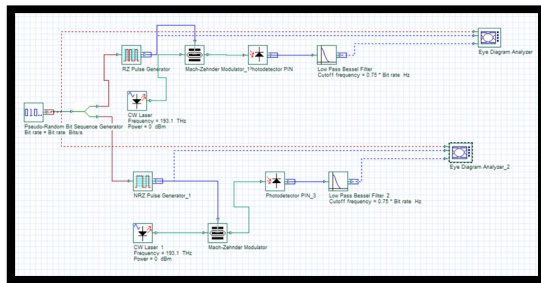 Eye Diagram Analyzer
RZ Pulse Generator
Mach-Zehnder Modulator_1
Photodetector PIN
Low Pass Bessel Filter
Cutoff frequency = 0.75 * Bit rate Hz
CW Laser
Frequency = 193.1 THz
Power = 0 dBm
Pseudo-Random Bit Sequence Generator
Bit rate = Bit rate Bits/s
Eye Diagram Analyzer_2
NRZ Pulse Generator_1
Photodetector PIN_3
Low Pass Bessel Filter_2
Cutoff frequency = 0.75 * Bit rate Hz
CW Laser_1
Frequency = 193.1 THz
Power = 0 dBm
Mach-Zehnder Modulator